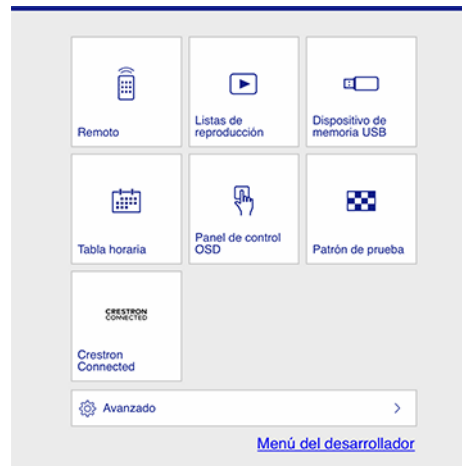 Remoto
Listas de
reproducción
Dispositivo de
memoria USB
Tabla horaria
Panel de control
OSD
Patrón de prueba
CRESTRON
CONNECTED
Crestron
Connected
Avanzado
Menú del desarrollador